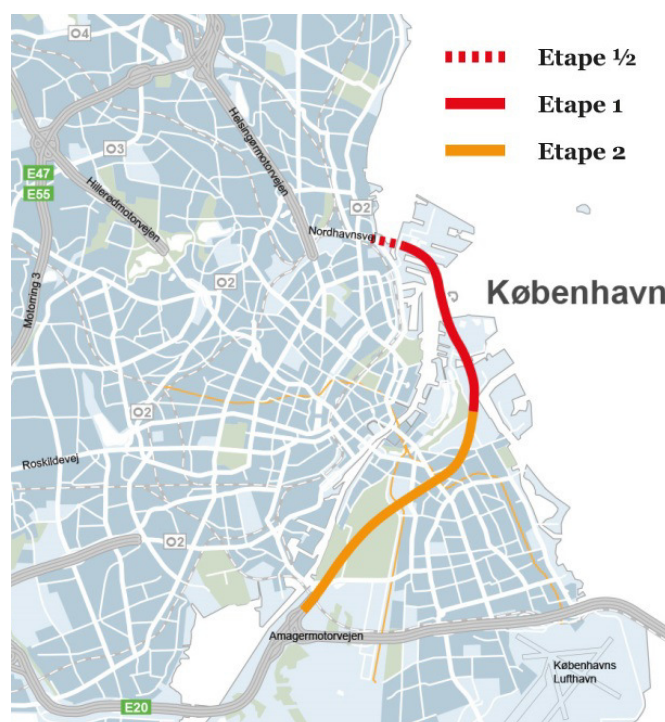 Etape ½
Etape 1
Etape 2
O4
Helsingørmotorvejen
O3
E47
E55
Hillerødmotorvejen
O2
Nordhavnsvej
O2
Motorring 3
København
O2
Roskildevej
O2
Amagermotorvejen
Københavns
Lufthavn
E20